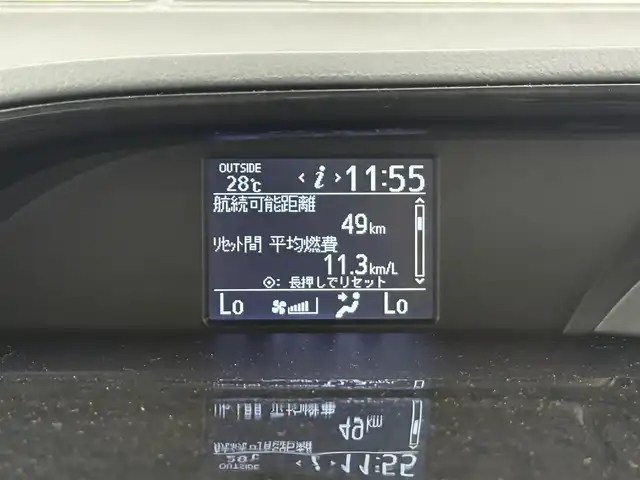 OUTSIDE
28℃
< i > 11:55
航続可能距離
49km
ﾘｾｯﾄ間 平均燃費
11.3km/L
: 長押しでリセット
Lo Lo